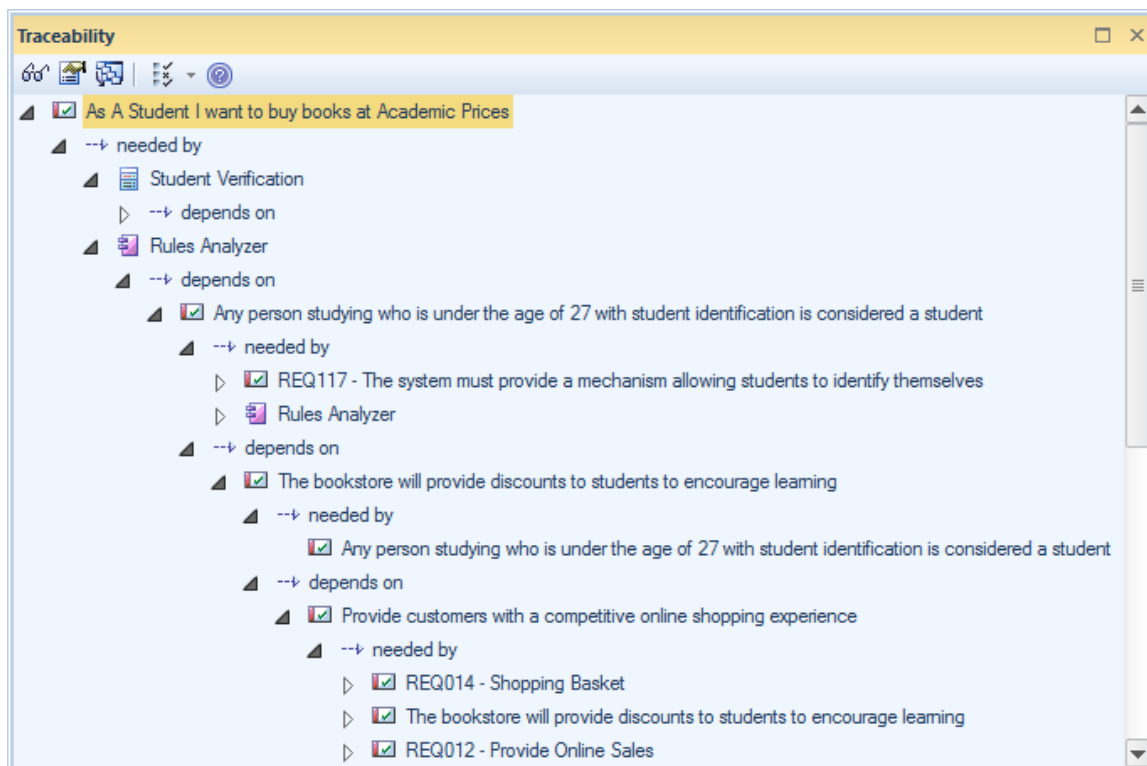 Traceability
As A Student I want to buy books at Academic Prices
needed by
Student Verification
depends on
Rules Analyzer
depends on
Any person studying who is under the age of 27 with student identification is considered a student
needed by
REQ117 - The system must provide a mechanism allowing students to identify themselves
Rules Analyzer
depends on
The bookstore will provide discounts to students to encourage learning
needed by
Any person studying who is under the age of 27 with student identification is considered a student
depends on
Provide customers with a competitive online shopping experience
needed by
REQ014 - Shopping Basket
The bookstore will provide discounts to students to encourage learning
REQ012 - Provide Online Sales